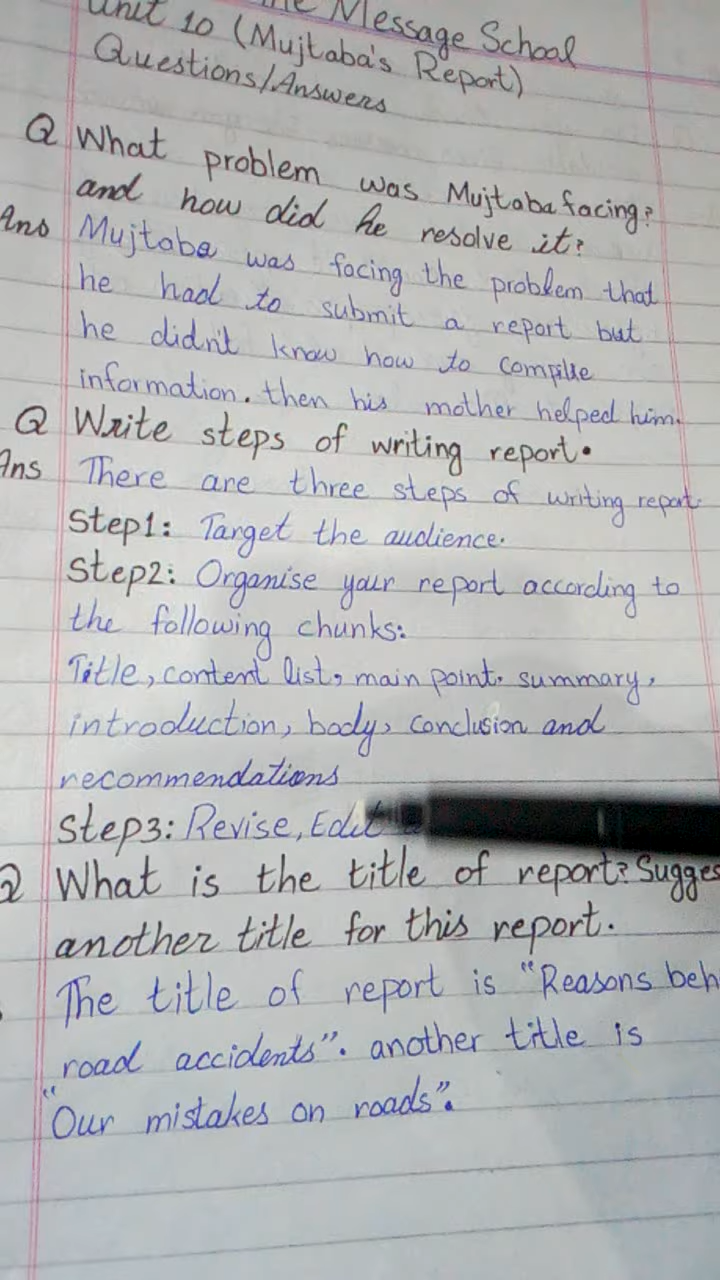 The Message School
Unit 10 (Mujtaba's Report)
Questions/Answers
Q What problem was Mujtaba facing?
and how did he resolve it?
Ans Mujtaba was facing the problem that
he had to submit a report but
he didn't know how to compile
information. then his mother helped him.
Q Write steps of writing report.
Ans There are three steps of writing report
Step1: Target the audience.
Step2: Organise your report according to
the following chunks:
Title, content list, main point. summary,
introduction, body, conclusion and
recommendations
Step3: Revise, Edit
Q What is the title of report? Sugges
another title for this report.
The title of report is "Reasons beh
road accidents". another title is
"Our mistakes on roads".